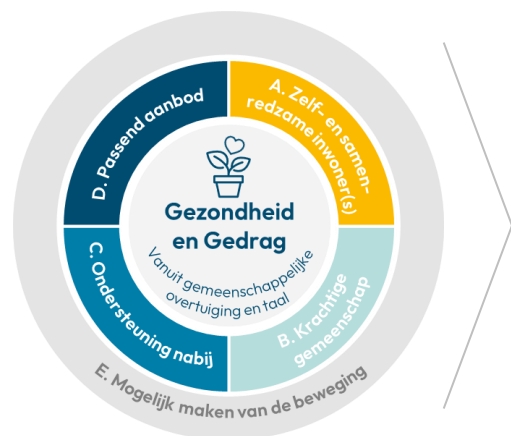 D. Passend aanbod
A. Zelf- en samen-
redzame inwoner(s)
Gezondheid
en Gedrag
Vanuit gemeenschappelijke
overtuiging en taal
C. Ondersteuning nabij
B. Krachtige
gemeenschap
E. Mogelijk maken van de beweging